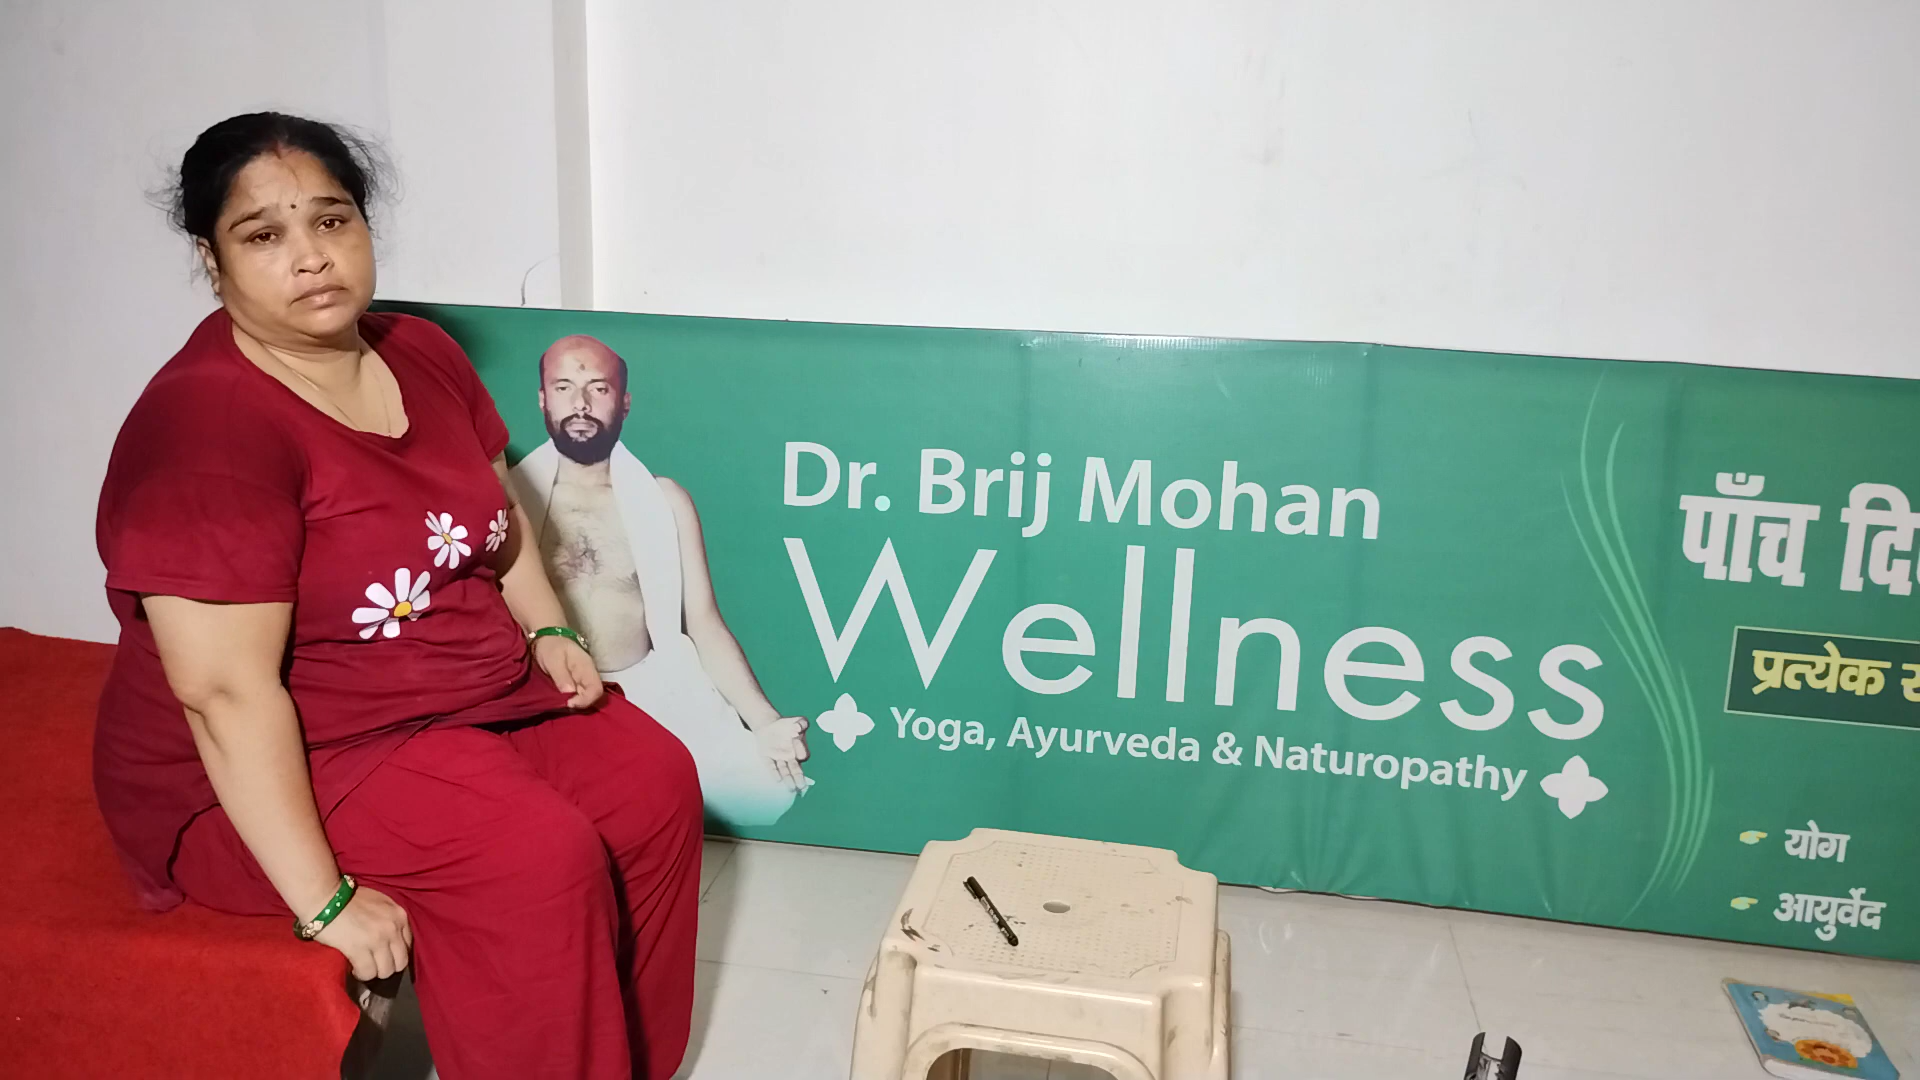 Dr. Brij Mohan
Wellness
Yoga, Ayurveda & Naturopathy
पाँच
प्रत्येक
योग
आयुर्वेद